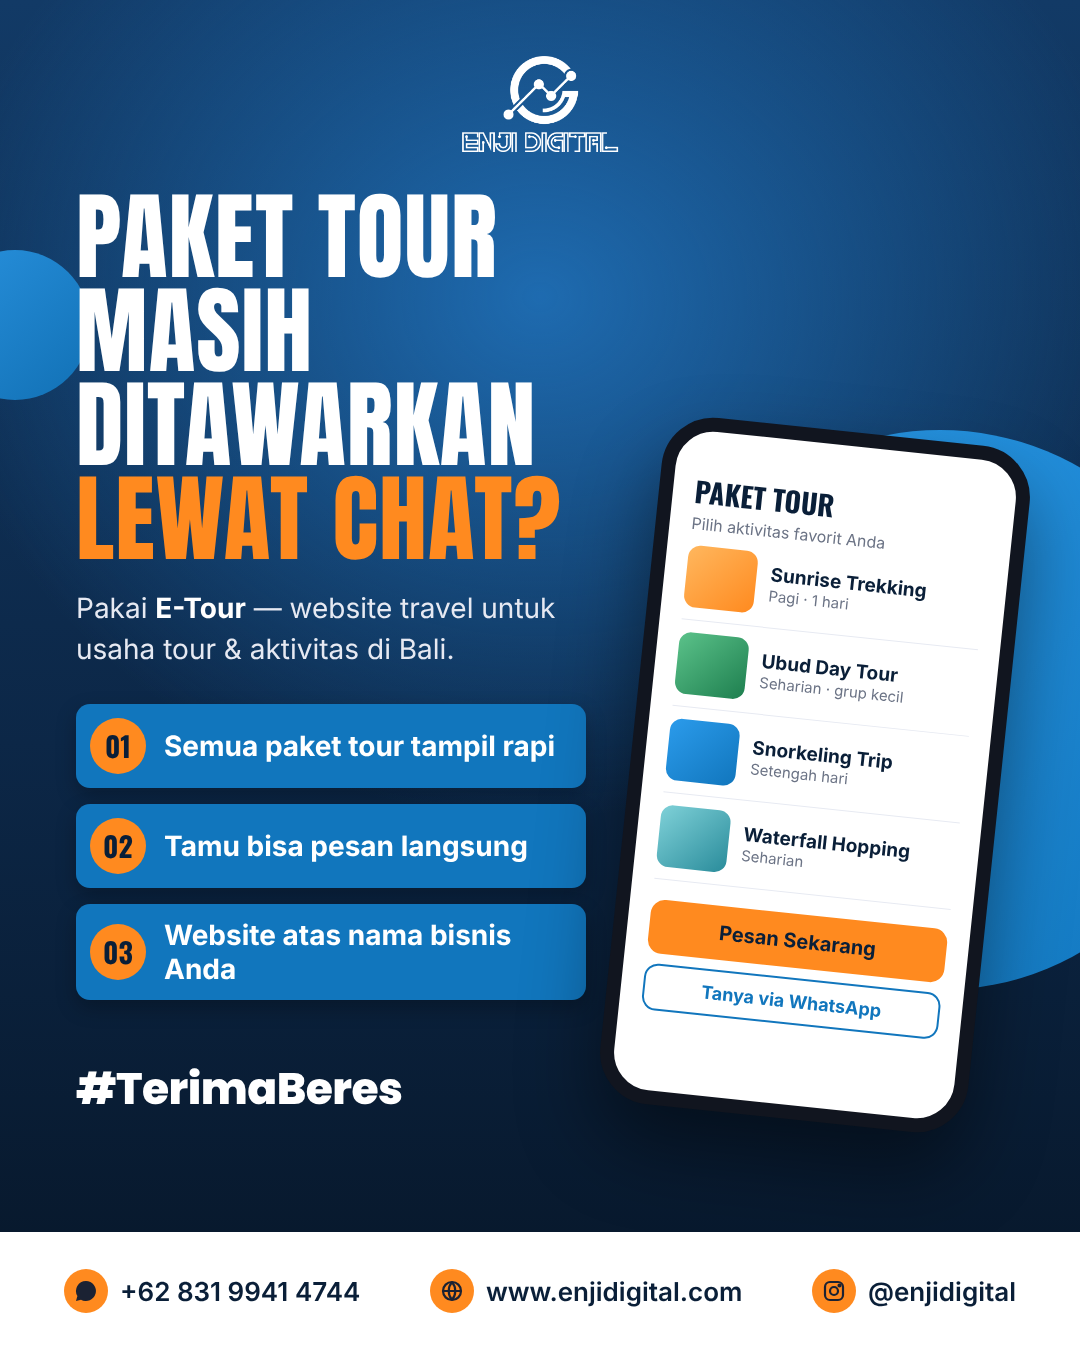 ENJI DIGITAL
PAKET TOUR
MASIH
DITAWARKAN
LEWAT CHAT?
Pakai E-Tour — website travel untuk
usaha tour & aktivitas di Bali.
01 Semua paket tour tampil rapi
02 Tamu bisa pesan langsung
03 Website atas nama bisnis
Anda
#TerimaBeres
PAKET TOUR
Pilih aktivitas favorit Anda
Sunrise Trekking
Pagi · 1 hari
Ubud Day Tour
Seharian · grup kecil
Snorkeling Trip
Setengah hari
Waterfall Hopping
Seharian
Pesan Sekarang
Tanya via WhatsApp
+62 831 9941 4744
www.enjidigital.com
@enjidigital